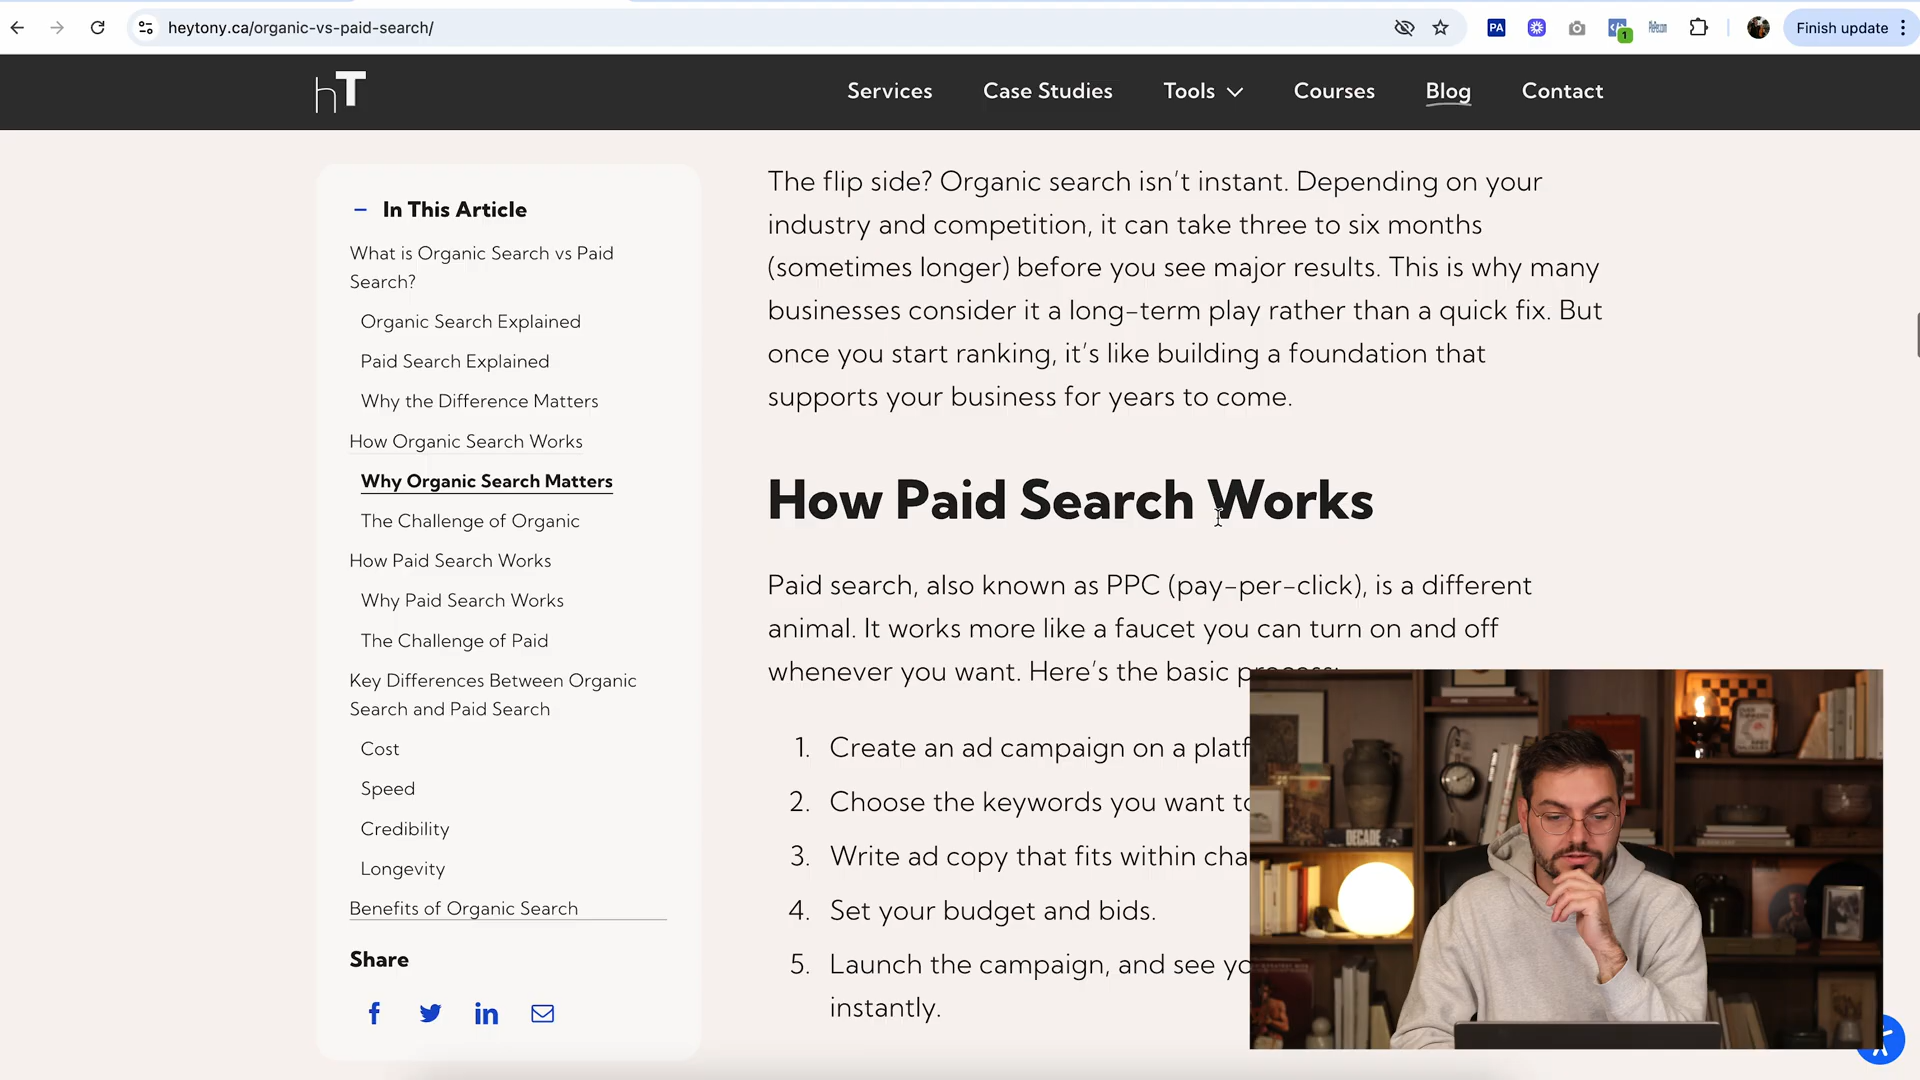 heytony.ca/organic-vs-paid-search/
PA
1
Finish update
hT
Services
Case Studies
Tools
Courses
Blog
Contact
In This Article
What is Organic Search vs Paid
Search?
Organic Search Explained
Paid Search Explained
Why the Difference Matters
How Organic Search Works
Why Organic Search Matters
The Challenge of Organic
How Paid Search Works
Why Paid Search Works
The Challenge of Paid
Key Differences Between Organic
Search and Paid Search
Cost
Speed
Credibility
Longevity
Benefits of Organic Search
Share
The flip side? Organic search isn’t instant. Depending on your
industry and competition, it can take three to six months
(sometimes longer) before you see major results. This is why many
businesses consider it a long-term play rather than a quick fix. But
once you start ranking, it’s like building a foundation that
supports your business for years to come.
How Paid Search Works
Paid search, also known as PPC (pay-per-click), is a different
animal. It works more like a faucet you can turn on and off
whenever you want. Here’s the basic process:
1. Create an ad campaign on a platf
2. Choose the keywords you want to
3. Write ad copy that fits within cha
4. Set your budget and bids.
5. Launch the campaign, and see yo
instantly.
DECADE